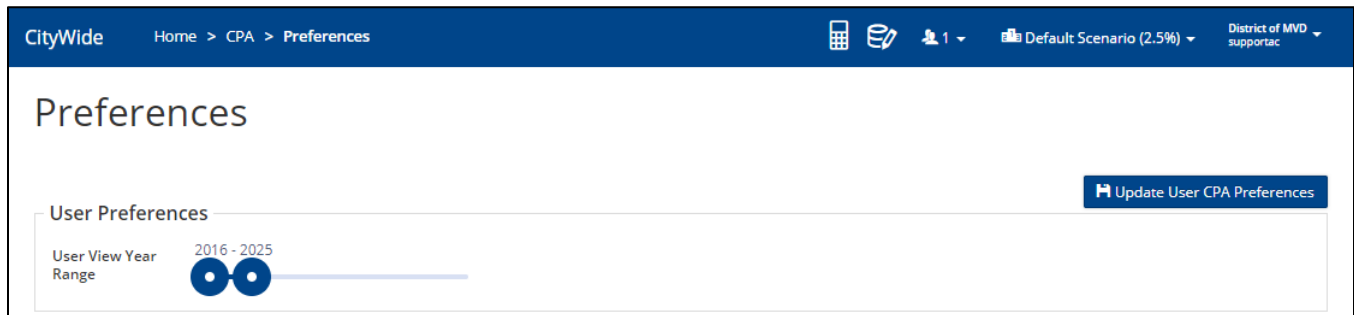 CityWide Home > CPA > Preferences 1 Default Scenario (2.5%) District of MVD
supportac
Preferences
Update User CPA Preferences
User Preferences
User View Year Range 2016 - 2025